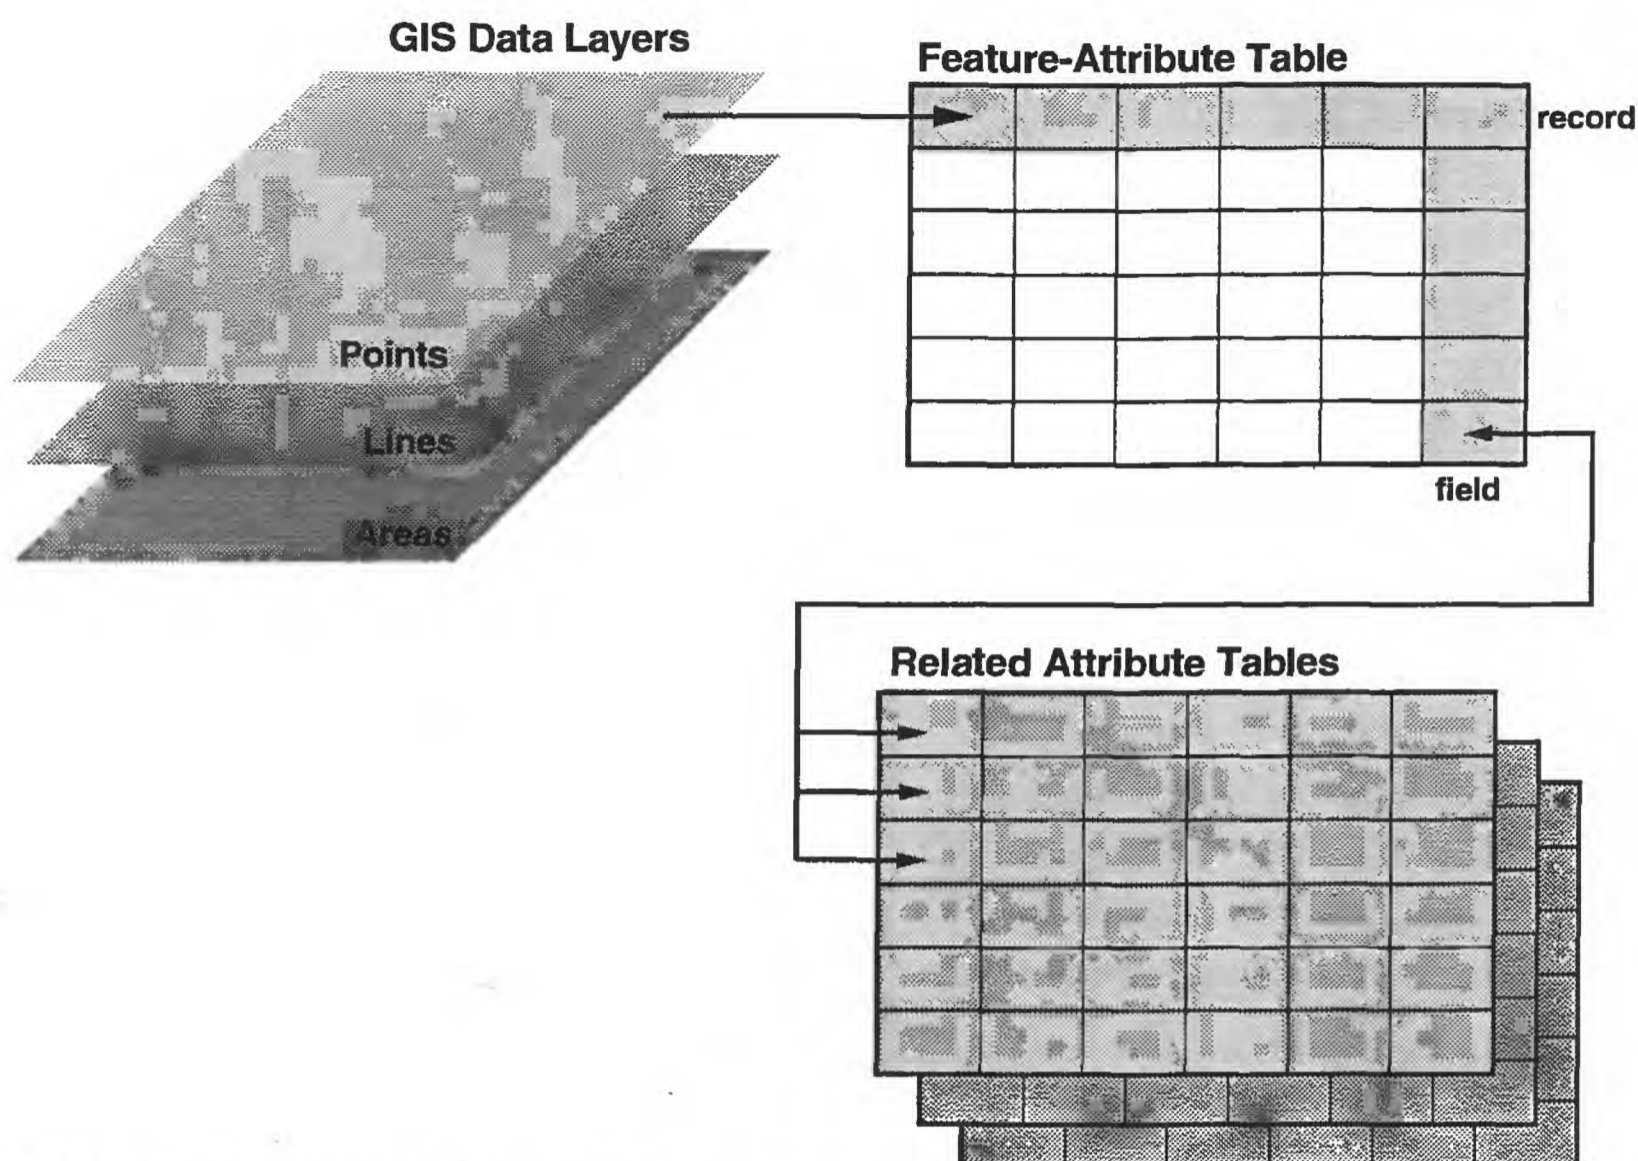 GIS Data Layers
Feature-Attribute Table
record
Points
Lines
Areas
field
Related Attribute Tables